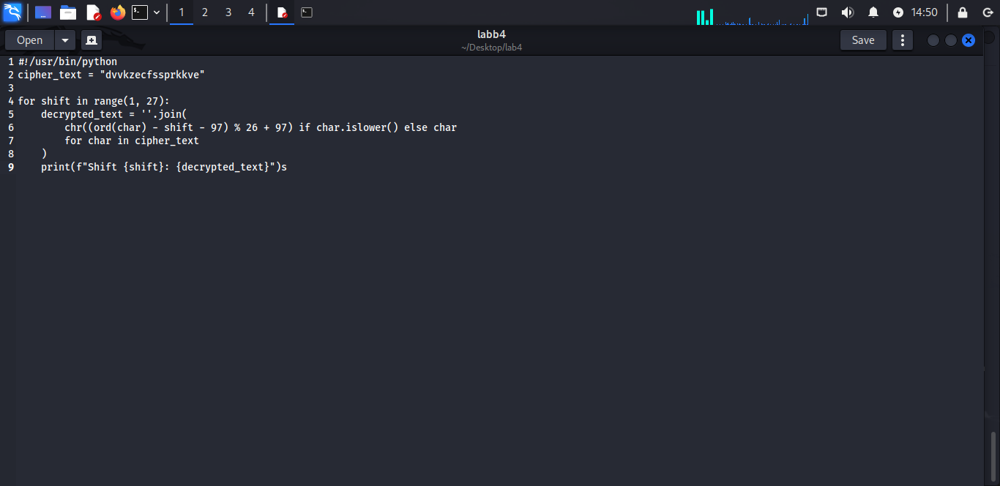 1 2 3 4 14:50
Open labb4 Save
~/Desktop/lab4
1 #!/usr/bin/python
2 cipher_text = "dvvkzecfssprkkve"
3
4 for shift in range(1, 27):
5     decrypted_text = ''.join(
6         chr((ord(char) - shift - 97) % 26 + 97) if char.islower() else char
7         for char in cipher_text
8     )
9     print(f"Shift {shift}: {decrypted_text}")s